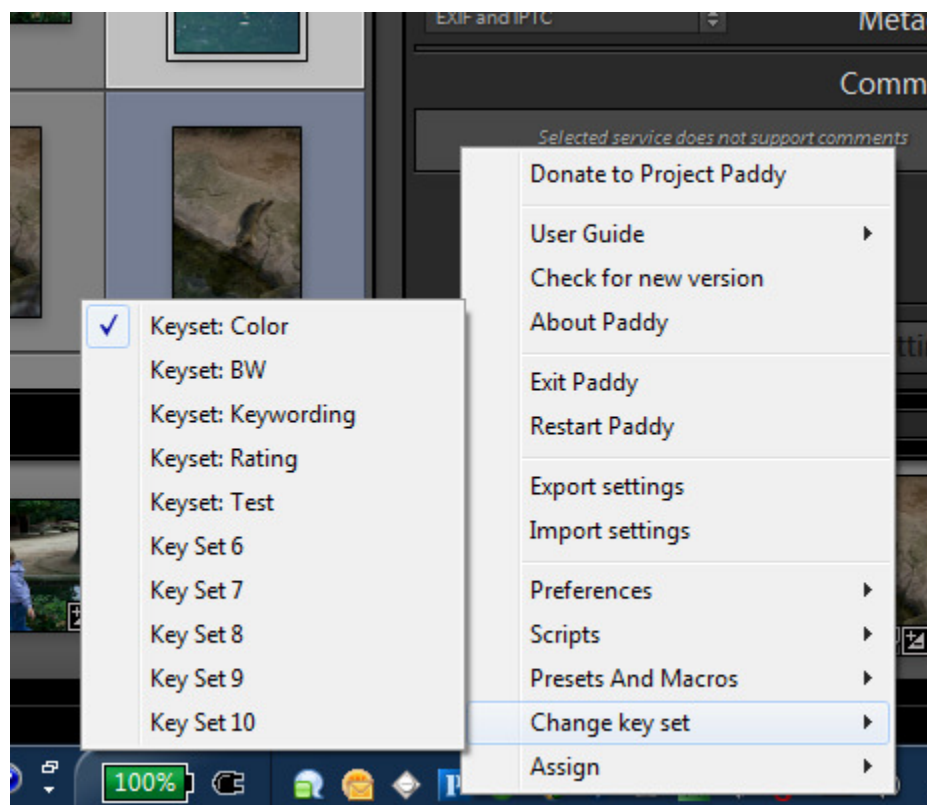 EXIF and IPTC
Meta
Comm
Selected service does not support comments
Donate to Project Paddy
User Guide
Check for new version
About Paddy
Exit Paddy
Restart Paddy
Export settings
Import settings
Preferences
Scripts
Presets And Macros
Change key set
Assign
Keyset: Color
Keyset: BW
Keyset: Keywording
Keyset: Rating
Keyset: Test
Key Set 6
Key Set 7
Key Set 8
Key Set 9
Key Set 10
100%